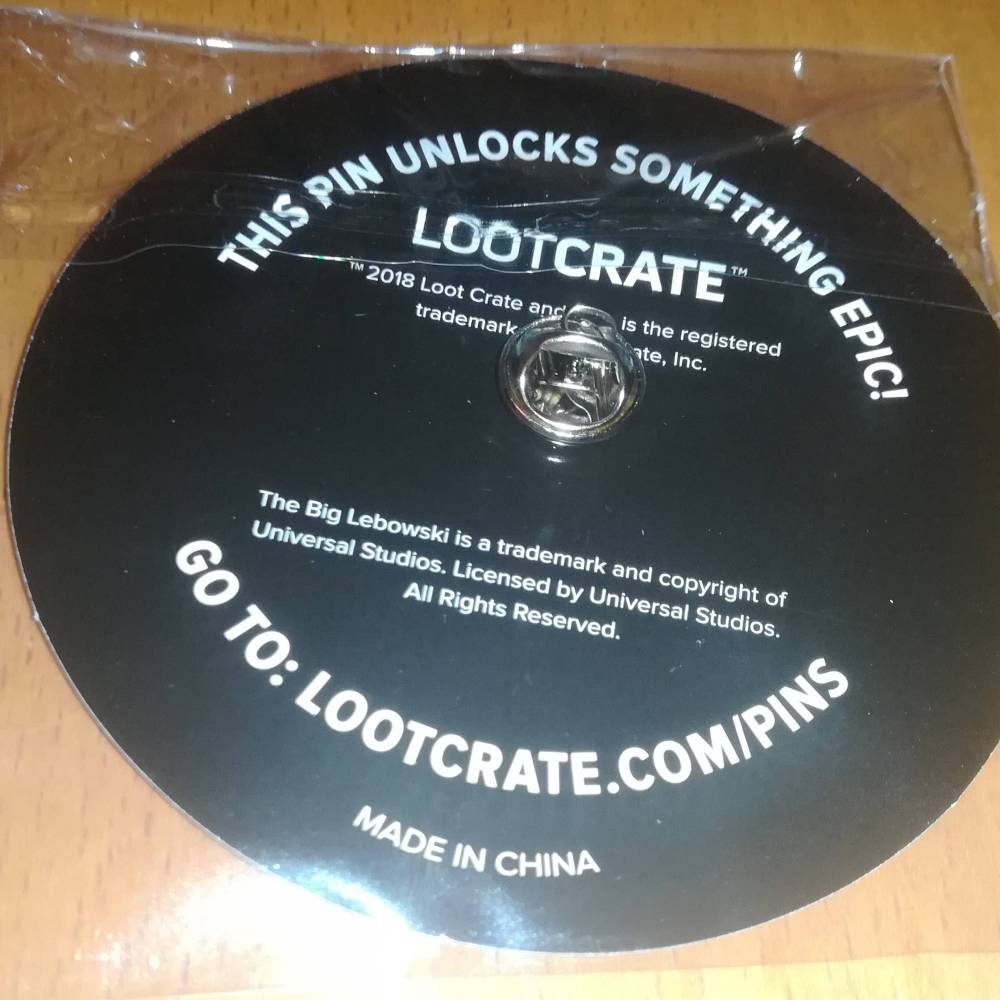 THIS PIN UNLOCKS SOMETHING EPIC!
LOOTCRATE™
™ 2018 Loot Crate and is the registered
trademark Inc.
The Big Lebowski is a trademark and copyright of
Universal Studios. Licensed by Universal Studios.
All Rights Reserved.
GO TO: LOOTCRATE.COM/PINS
MADE IN CHINA